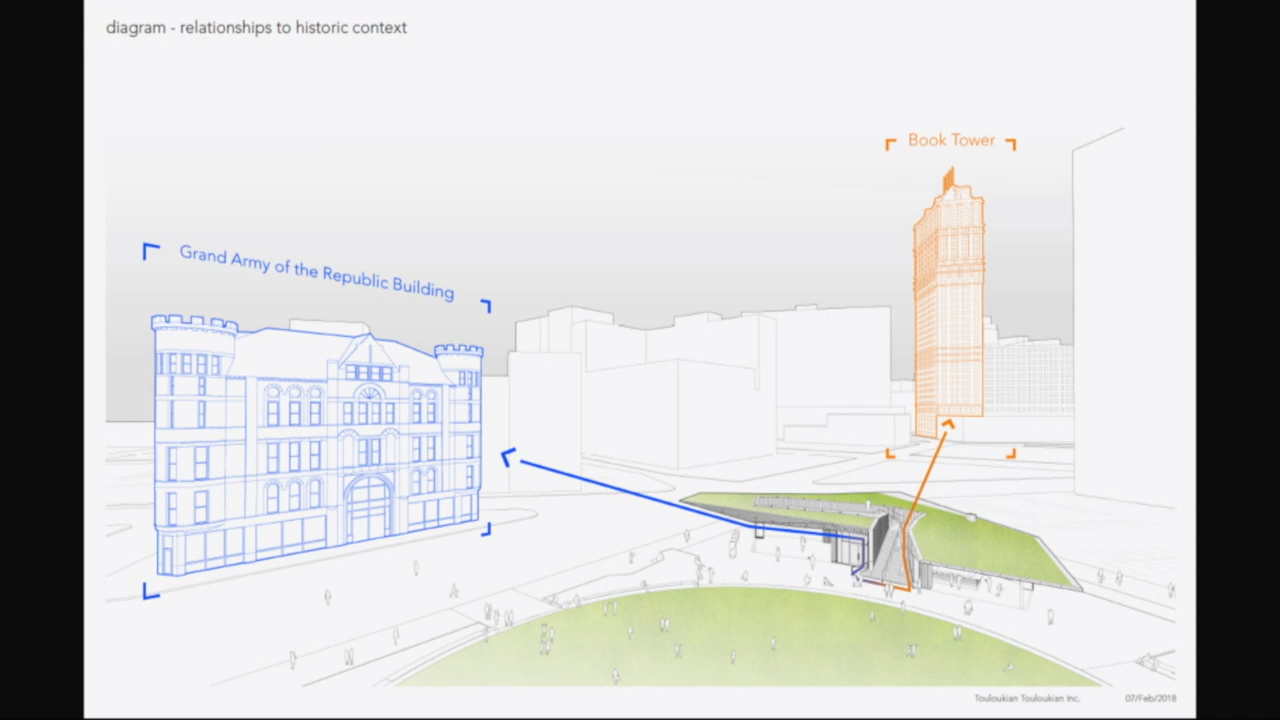 diagram - relationships to historic context
Book Tower
Grand Army of the Republic Building
Touloukian Touloukian Inc.
07/Feb/2018